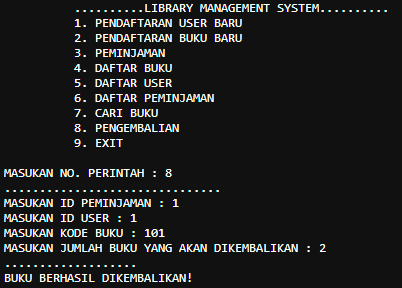 ..........LIBRARY MANAGEMENT SYSTEM..........
1. PENDAFTARAN USER BARU
2. PENDAFTARAN BUKU BARU
3. PEMINJAMAN
4. DAFTAR BUKU
5. DAFTAR USER
6. DAFTAR PEMINJAMAN
7. CARI BUKU
8. PENGEMBALIAN
9. EXIT
MASUKAN NO. PERINTAH : 8
...............................
MASUKAN ID PEMINJAMAN : 1
MASUKAN ID USER : 1
MASUKAN KODE BUKU : 101
MASUKAN JUMLAH BUKU YANG AKAN DIKEMBALIKAN : 2
...................
BUKU BERHASIL DIKEMBALIKAN!